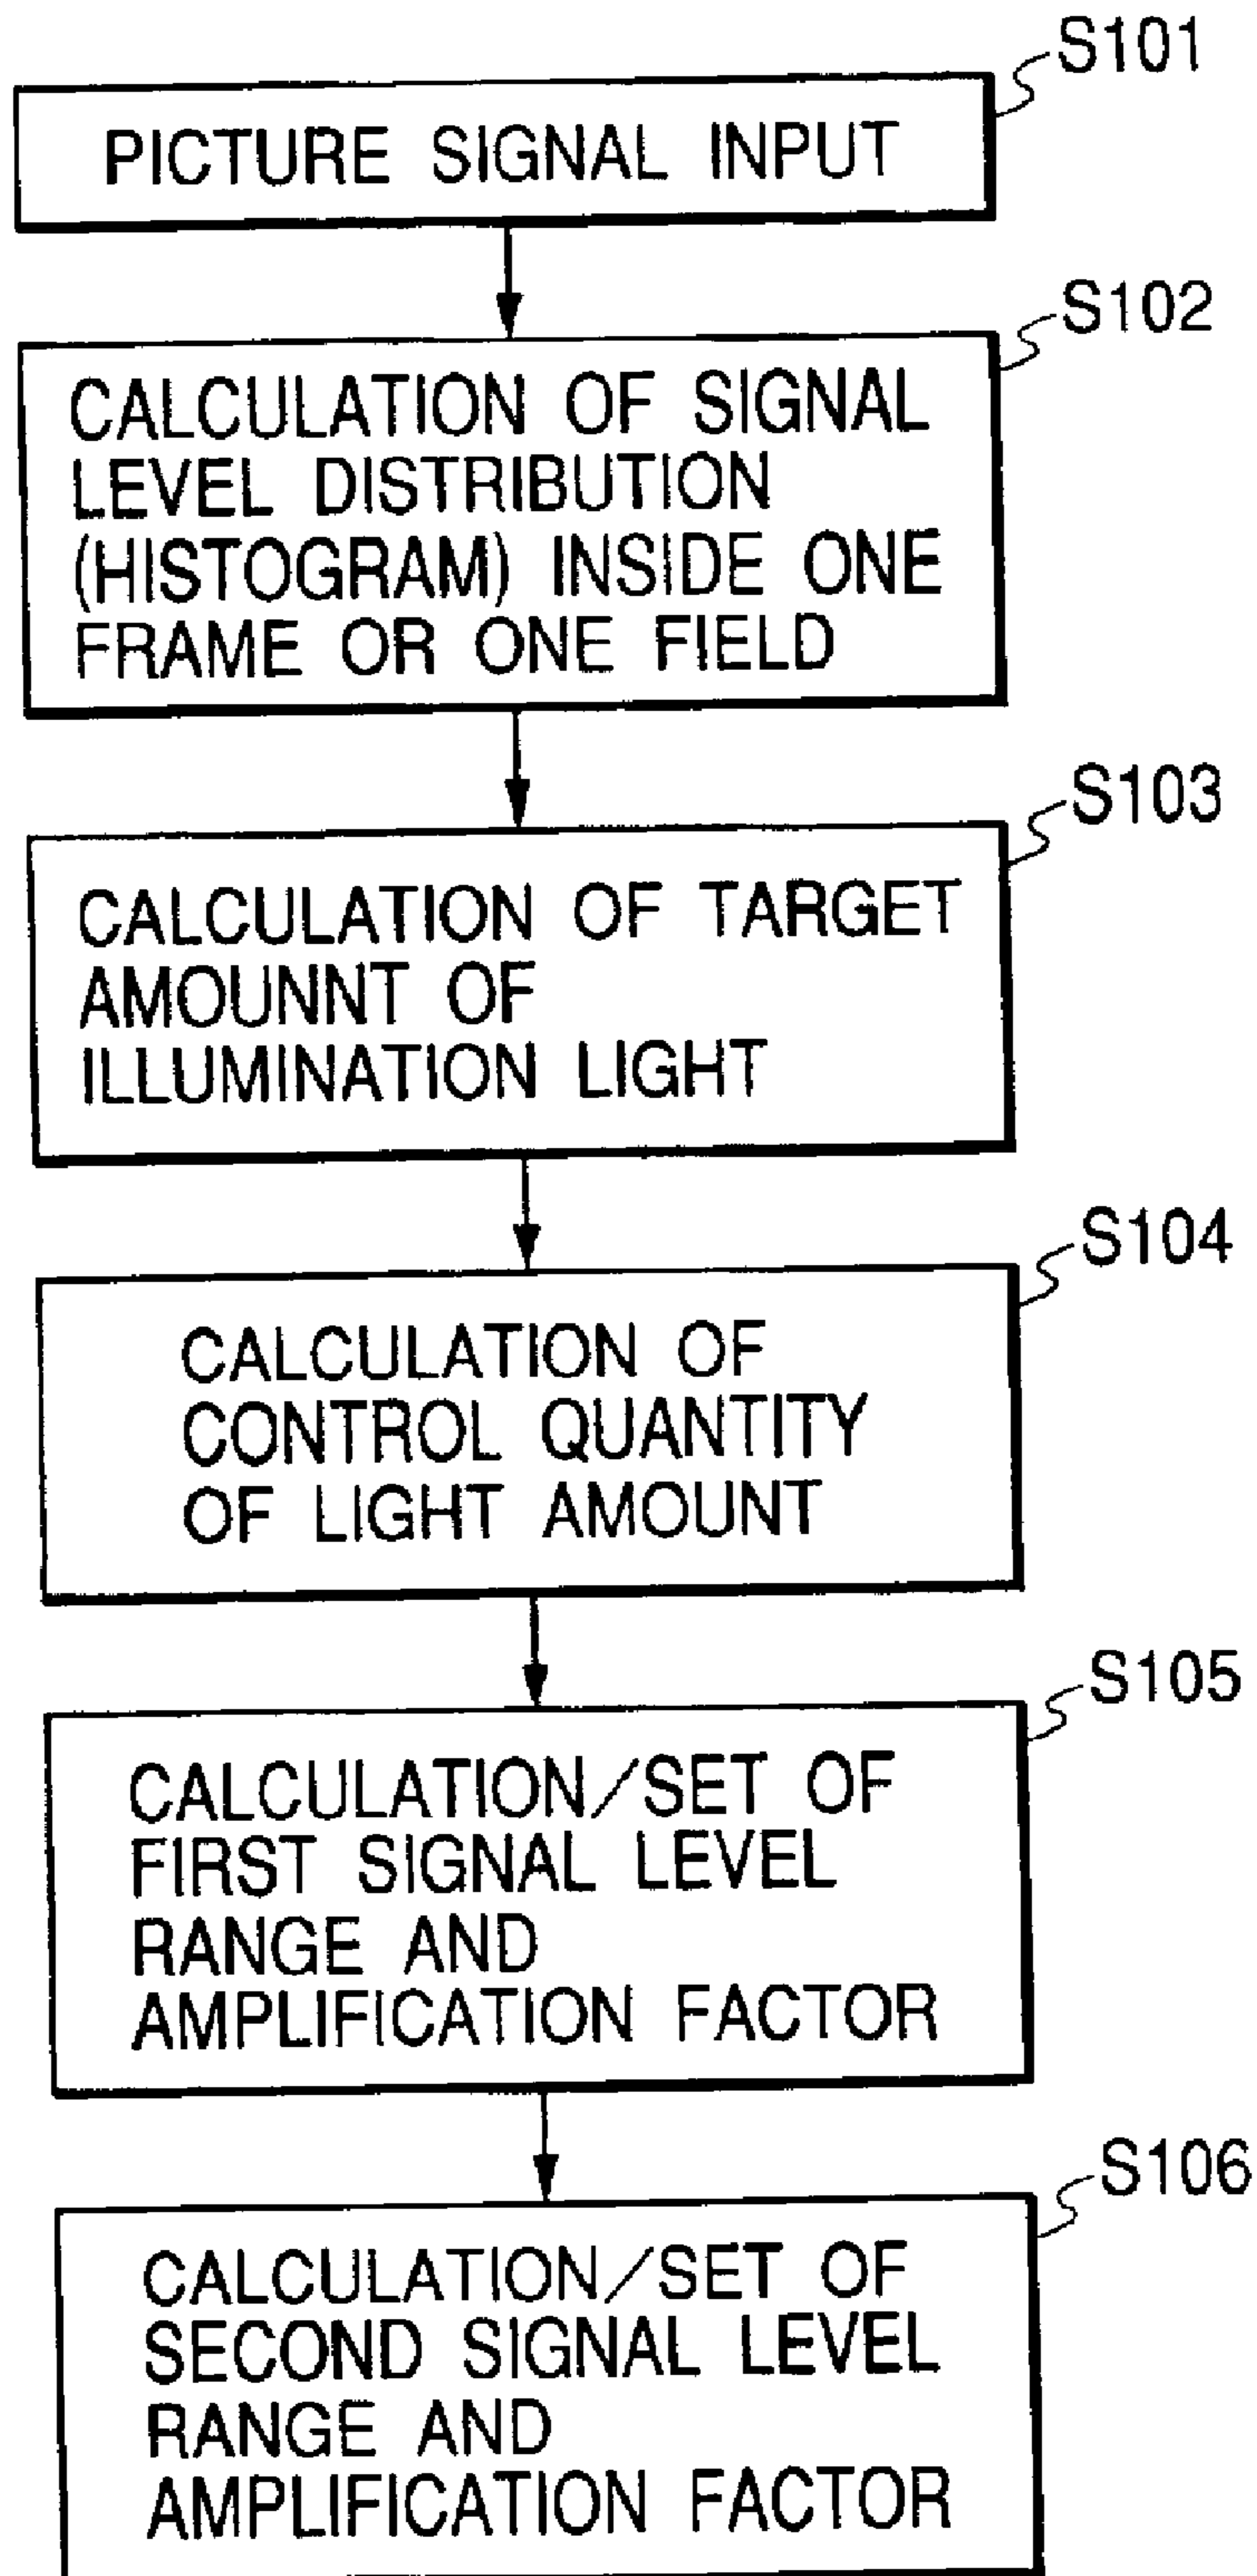 S101
PICTURE SIGNAL INPUT
S102
CALCULATION OF SIGNAL
LEVEL DISTRIBUTION
(HISTOGRAM) INSIDE ONE
FRAME OR ONE FIELD
S103
CALCULATION OF TARGET
AMOUNNT OF
ILLUMINATION LIGHT
S104
CALCULATION OF
CONTROL QUANTITY
OF LIGHT AMOUNT
S105
CALCULATION/SET OF
FIRST SIGNAL LEVEL
RANGE AND
AMPLIFICATION FACTOR
S106
CALCULATION/SET OF
SECOND SIGNAL LEVEL
RANGE AND
AMPLIFICATION FACTOR